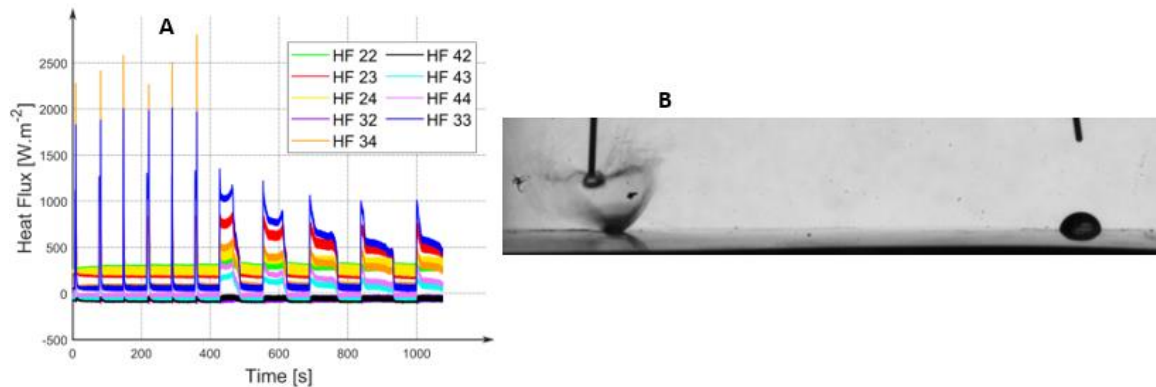 A
B
2500
2000
1500
1000
500
0
-500
Heat Flux [W.m-2]
HF 22
HF 23
HF 24
HF 32
HF 34
HF 42
HF 43
HF 44
HF 33
0 200 400 600 800 1000
Time [s]